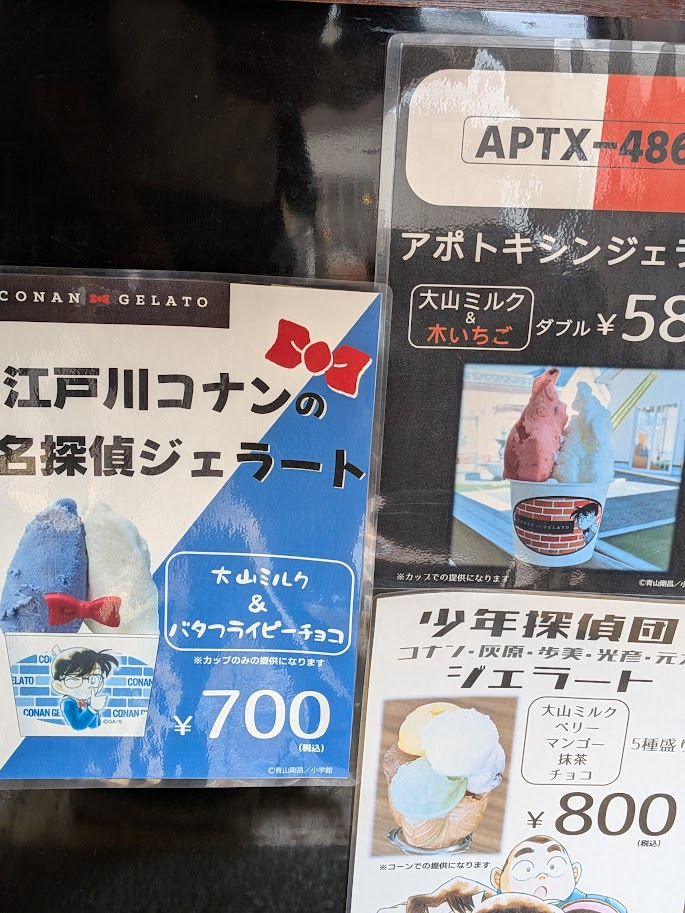 CONAN GELATO
江戸川コナンの
名探偵ジェラート
大山ミルク
&
バタフライピーチョコ
※カップのみの提供になります
¥700
(税込)
CONAN GE
CONAN
©青山剛昌／小学館
APTX-486
アポトキシンジェラ
大山ミルク
&
木いちご
ダブル ¥58
CONAN GELATO
※カップでの提供になります
©青山剛昌／小
少年探偵団
コナン・灰原・歩美・光彦・元太
ジェラート
大山ミルク
ベリー
マンゴー
抹茶
チョコ
5種盛り
¥800
(税込)
※コーンでの提供になります